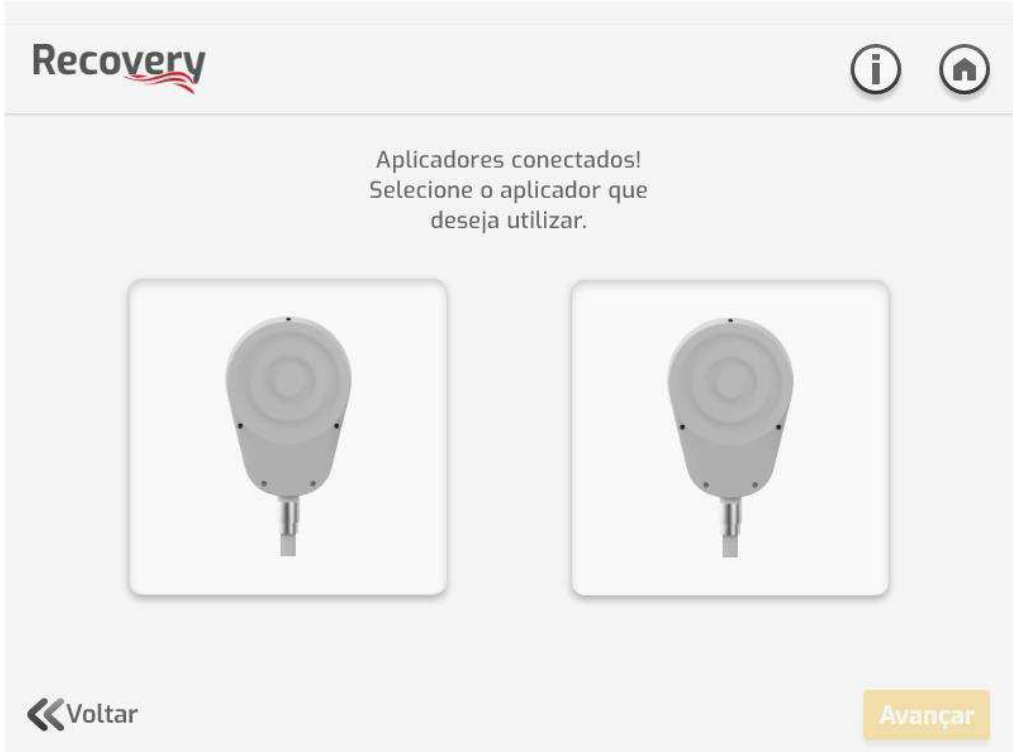 Recovery
Aplicadores conectados!
Selecione o aplicador que
deseja utilizar.
Voltar
Avançar